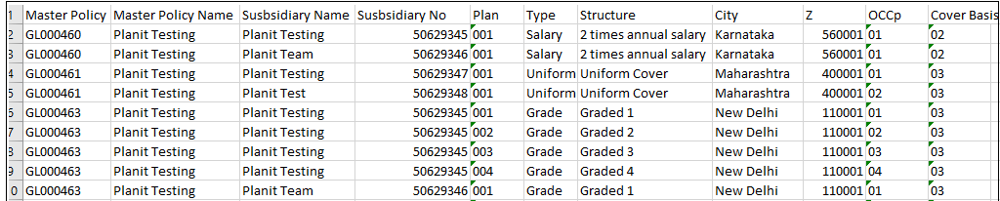 1 Master Policy Master Policy Name Susbsidiary Name Susbsidiary No Plan Type Structure City Z OCCp Cover Basis
2 GL000460 Planit Testing Planit Testing 50629345 001 Salary 2 times annual salary Karnataka 560001 01 02
3 GL000460 Planit Testing Planit Team 50629346 001 Salary 2 times annual salary Karnataka 560001 01 02
4 GL000461 Planit Testing Planit Testing 50629347 001 Uniform Uniform Cover Maharashtra 400001 01 03
5 GL000461 Planit Testing Planit Test 50629348 001 Uniform Uniform Cover Maharashtra 400001 02 03
6 GL000463 Planit Testing Planit Testing 50629345 001 Grade Graded 1 New Delhi 110001 01 03
7 GL000463 Planit Testing Planit Testing 50629345 002 Grade Graded 2 New Delhi 110001 02 03
8 GL000463 Planit Testing Planit Testing 50629345 003 Grade Graded 3 New Delhi 110001 03 03
9 GL000463 Planit Testing Planit Testing 50629345 004 Grade Graded 4 New Delhi 110001 04 03
0 GL000463 Planit Testing Planit Team 50629346 001 Grade Graded 1 New Delhi 110001 01 03